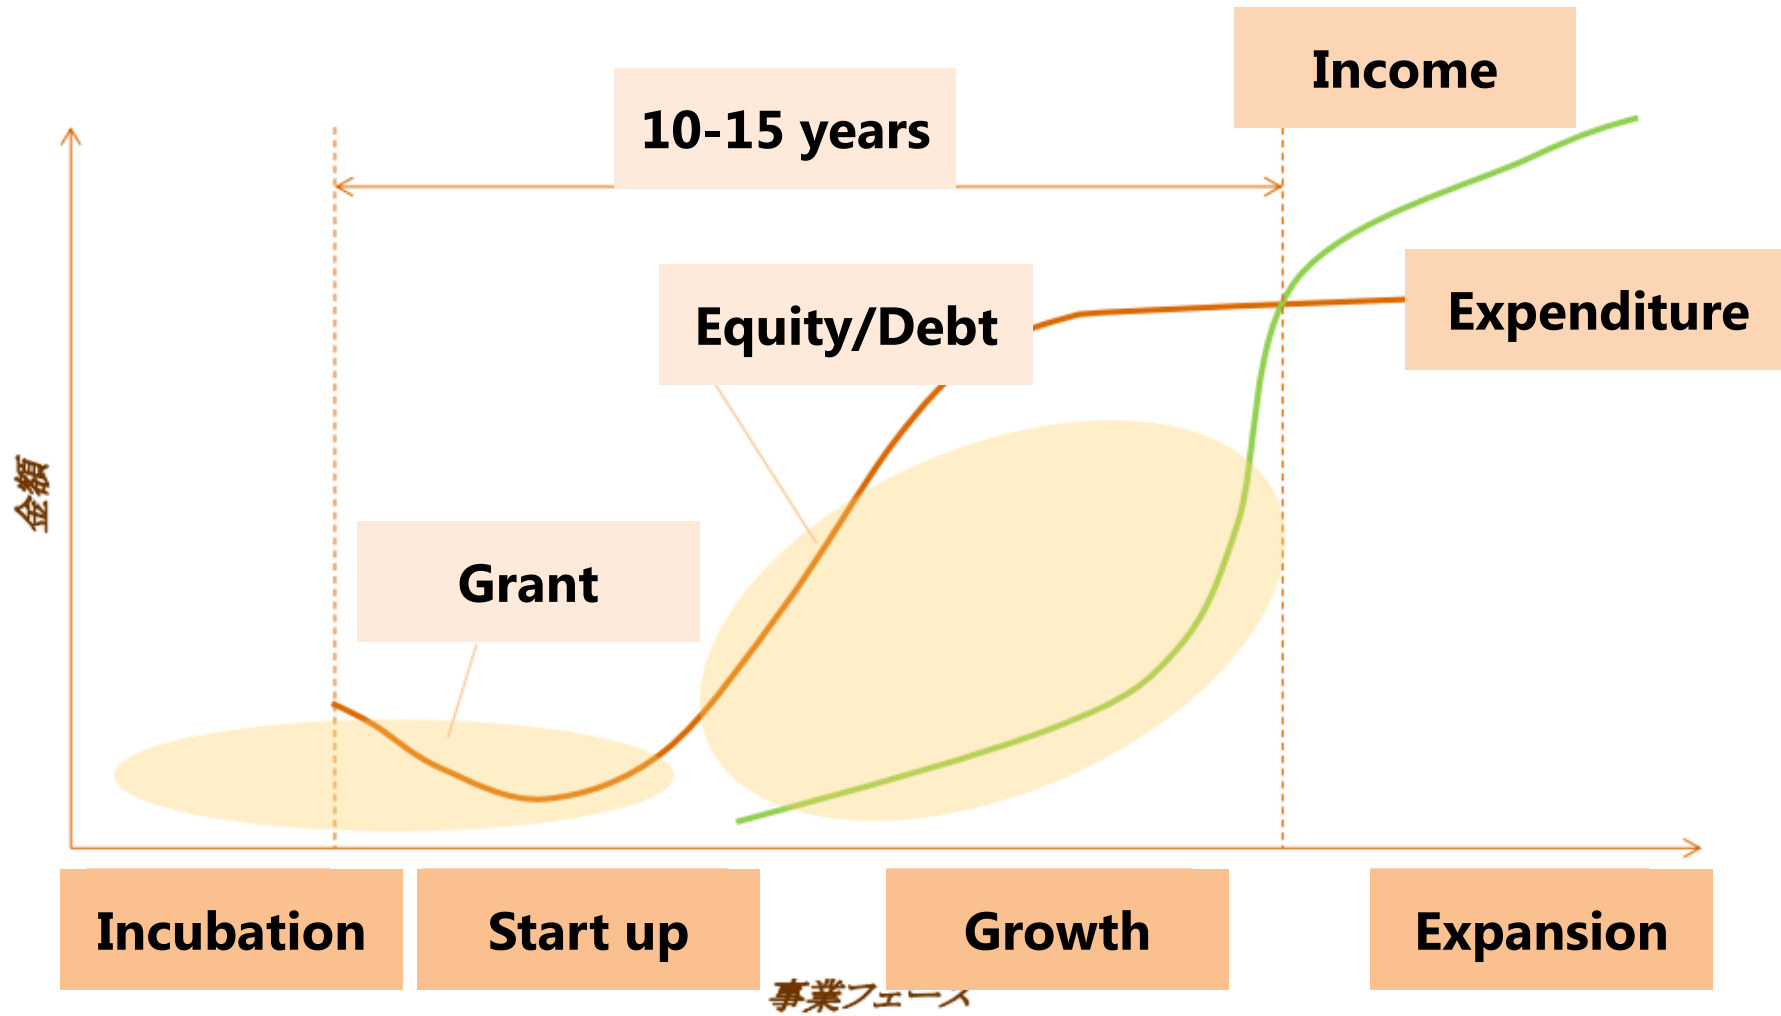 Income
10-15 years
Equity/Debt
Expenditure
金額
Grant
Incubation
Start up
Growth
Expansion
事業フェーズ